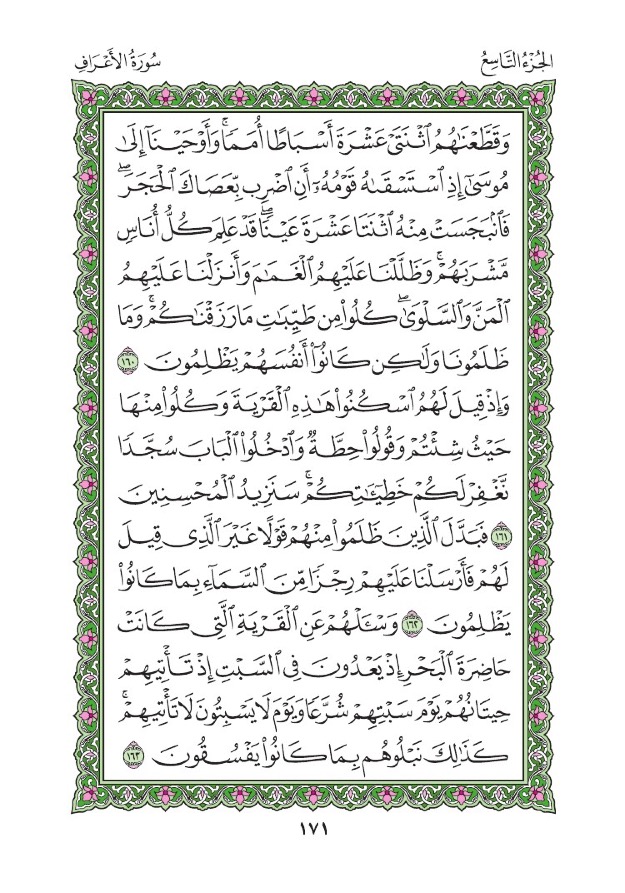 الجُزْءُ التَّاسِعُ
سُورَةُ الأَعْرَافِ
وَقَطَّعْنَٰهُمُ ٱثْنَتَىْ عَشْرَةَ أَسْبَاطًا أُمَمًاۚ وَأَوْحَيْنَآ إِلَىٰ
مُوسَىٰٓ إِذِ ٱسْتَسْقَىٰهُ قَوْمُهُۥٓ أَنِ ٱضْرِب بِّعَصَاكَ ٱلْحَجَرَۖ
فَٱنۢبَجَسَتْ مِنْهُ ٱثْنَتَا عَشْرَةَ عَيْنًاۖ قَدْ عَلِمَ كُلُّ أُنَاسٍ
مَّشْرَبَهُمْۚ وَظَلَّلْنَا عَلَيْهِمُ ٱلْغَمَٰمَ وَأَنزَلْنَا عَلَيْهِمُ
ٱلْمَنَّ وَٱلسَّلْوَىٰۖ كُلُوا۟ مِن طَيِّبَٰتِ مَا رَزَقْنَٰكُمْۚ وَمَا
ظَلَمُونَا وَلَٰكِن كَانُوٓا۟ أَنفُسَهُمْ يَظْلِمُونَ ١٦٠
وَإِذْ قِيلَ لَهُمُ ٱسْكُنُوا۟ هَٰذِهِ ٱلْقَرْيَةَ وَكُلُوا۟ مِنْهَا
حَيْثُ شِئْتُمْ وَقُولُوا۟ حِطَّةٌ وَٱدْخُلُوا۟ ٱلْبَابَ سُجَّدًا
نَّغْفِرْ لَكُمْ خَطِيٓـَٰٔتِكُمْۚ سَنَزِيدُ ٱلْمُحْسِنِينَ
١٦١ فَبَدَّلَ ٱلَّذِينَ ظَلَمُوا۟ مِنْهُمْ قَوْلًا غَيْرَ ٱلَّذِى قِيلَ
لَهُمْ فَأَرْسَلْنَا عَلَيْهِمْ رِجْزًا مِّنَ ٱلسَّمَآءِ بِمَا كَانُوا۟
يَظْلِمُونَ ١٦٢ وَسْـَٔلْهُمْ عَنِ ٱلْقَرْيَةِ ٱلَّتِى كَانَتْ
حَاضِرَةَ ٱلْبَحْرِ إِذْ يَعْدُونَ فِى ٱلسَّبْتِ إِذْ تَأْتِيهِمْ
حِيتَانُهُمْ يَوْمَ سَبْتِهِمْ شُرَّعًا وَيَوْمَ لَا يَسْبِتُونَ لَا تَأْتِيهِمْۚ
كَذَٰلِكَ نَبْلُوهُم بِمَا كَانُوا۟ يَفْسُقُونَ ١٦٣
١٧١